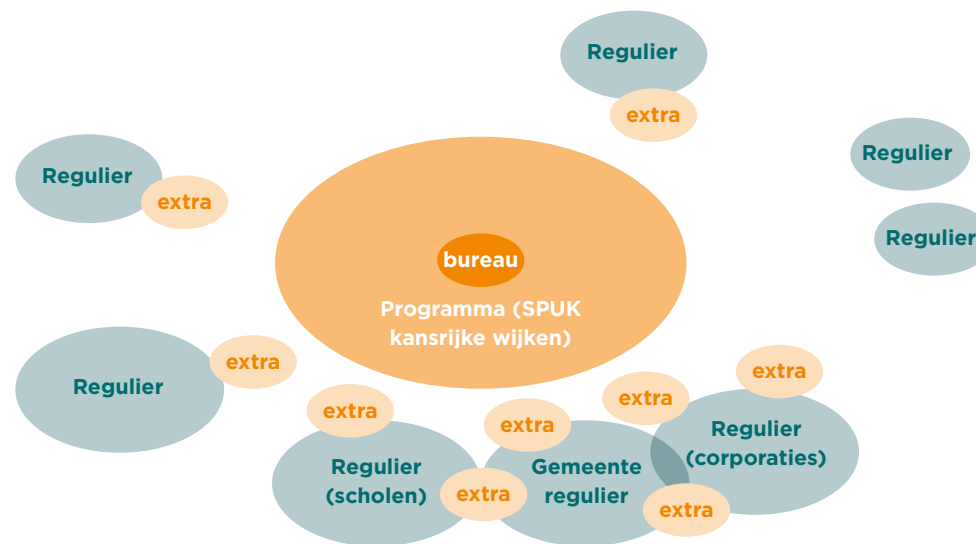 Regulier
extra
Regulier
Regulier
extra
Regulier
bureau
Programma (SPUK
kansrijke wijken)
extra
Regulier
extra
extra
extra
extra
Regulier
(corporaties)
Regulier
(scholen)
extra
Gemeente
regulier
extra